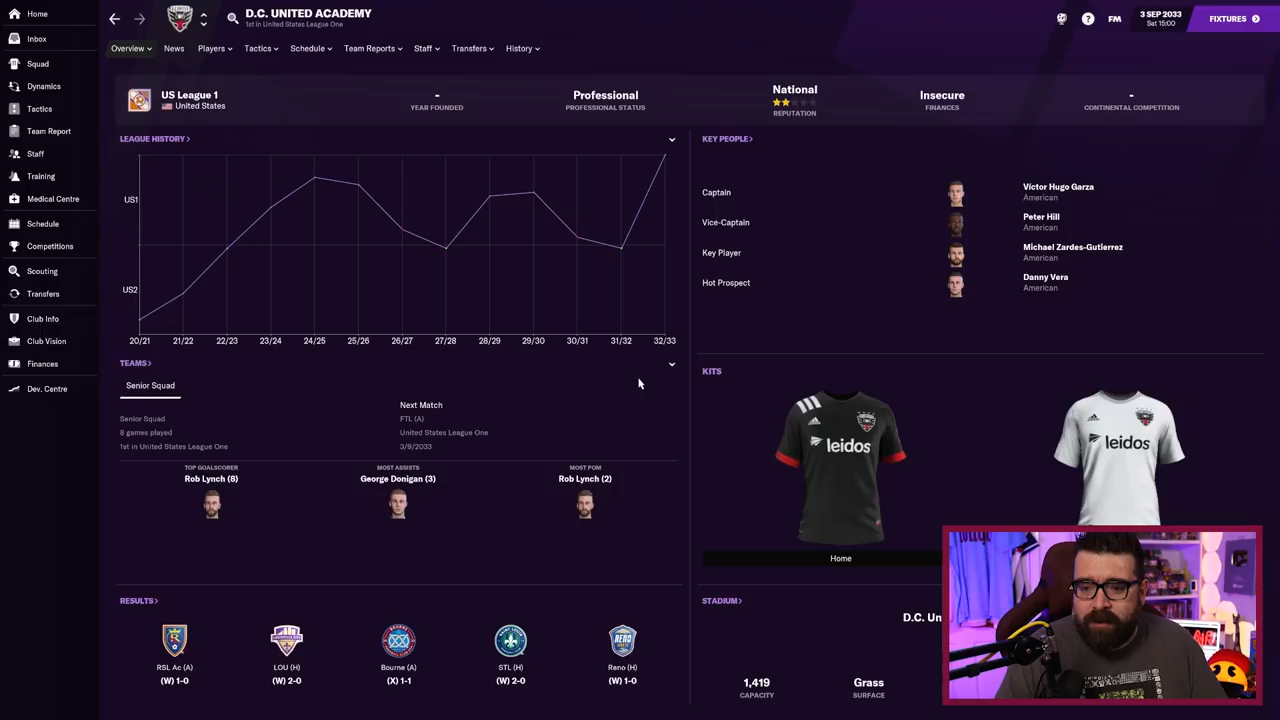 Home
D.C. UNITED ACADEMY
1st in United States League One
FM
3 SEP 2033
Sat 15:00
FIXTURES
Inbox
Squad
Dynamics
Tactics
Team Report
Staff
Training
Medical Centre
Schedule
Competitions
Scouting
Transfers
Club Info
Club Vision
Finances
Dev. Centre
Overview
News
Players
Tactics
Schedule
Team Reports
Staff
Transfers
History
US League 1
United States
-
YEAR FOUNDED
Professional
PROFESSIONAL STATUS
National
REPUTATION
Insecure
FINANCES
-
CONTINENTAL COMPETITION
LEAGUE HISTORY
US1
US2
20/21 21/22 22/23 23/24 24/25 25/26 26/27 27/28 28/29 29/30 30/31 31/32 32/33
KEY PEOPLE
Captain
Víctor Hugo Garza
American
Vice-Captain
Peter Hill
American
Key Player
Michael Zardes-Gutierrez
American
Hot Prospect
Danny Vera
American
TEAMS
Senior Squad
Senior Squad
8 games played
1st in United States League One
Next Match
FTL (A)
United States League One
3/9/2033
TOP GOALSCORER
Rob Lynch (8)
MOST ASSISTS
George Donigan (3)
MOST POM
Rob Lynch (2)
KITS
leidos
leidos
Home
RESULTS
RSL Ac (A)
(W) 1-0
LOU (H)
(W) 2-0
Bourne (A)
(X) 1-1
STL (H)
(W) 2-0
Reno (H)
(W) 1-0
STADIUM
D.C. Un
1,419
CAPACITY
Grass
SURFACE